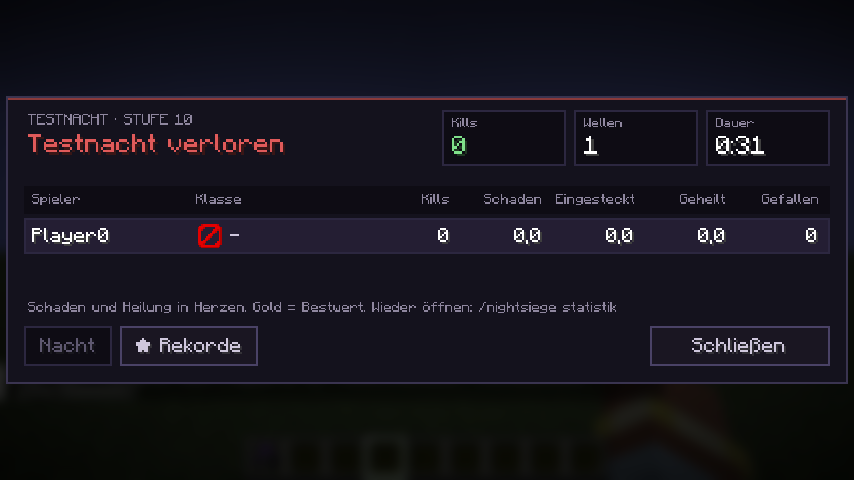 TESTNACHT · STUFE 10
Testnacht verloren
Kills
0
Wellen
1
Dauer
0:31
Spieler Klasse Kills Schaden Eingesteckt Geheilt Gefallen
Player0 – 0 0,0 0,0 0,0 0
Schaden und Heilung in Herzen. Gold = Bestwert. Wieder öffnen: /nightsiege statistik
Nacht
Rekorde
Schließen